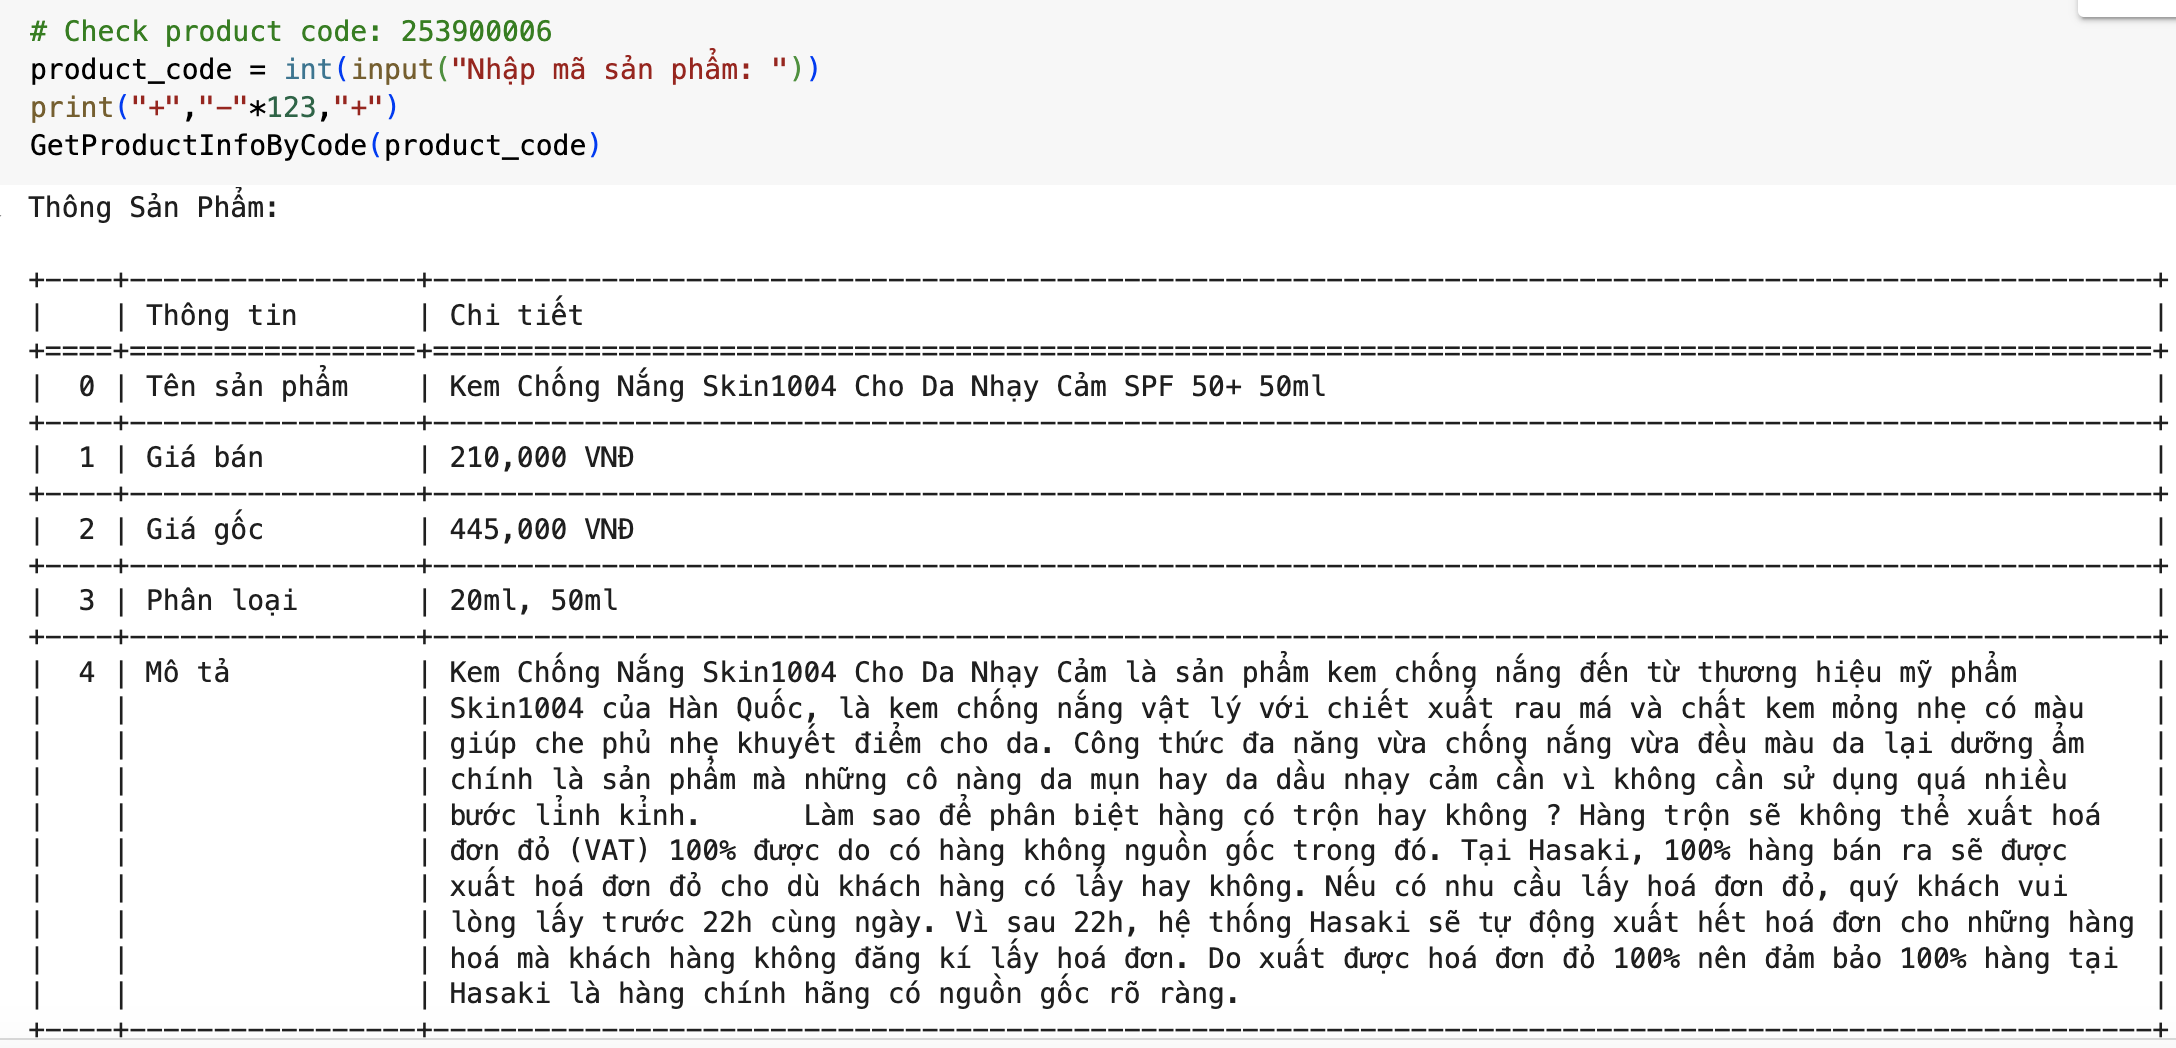 # Check product code: 253900006
product_code = int(input("Nhập mã sản phẩm: "))
print("+","-"*123,"+")
GetProductInfoByCode(product_code)
Thông Sản Phẩm:
| | Thông tin | Chi tiết |
| 0 | Tên sản phẩm | Kem Chống Nắng Skin1004 Cho Da Nhạy Cảm SPF 50+ 50ml |
| 1 | Giá bán | 210,000 VNĐ |
| 2 | Giá gốc | 445,000 VNĐ |
| 3 | Phân loại | 20ml, 50ml |
| 4 | Mô tả | Kem Chống Nắng Skin1004 Cho Da Nhạy Cảm là sản phẩm kem chống nắng đến từ thương hiệu mỹ phẩm |
| | | Skin1004 của Hàn Quốc, là kem chống nắng vật lý với chiết xuất rau má và chất kem mỏng nhẹ có màu |
| | | giúp che phủ nhẹ khuyết điểm cho da. Công thức đa năng vừa chống nắng vừa đều màu da lại dưỡng ẩm |
| | | chính là sản phẩm mà những cô nàng da mụn hay da dầu nhạy cảm cần vì không cần sử dụng quá nhiều |
| | | bước lỉnh kỉnh. Làm sao để phân biệt hàng có trộn hay không ? Hàng trộn sẽ không thể xuất hoá |
| | | đơn đỏ (VAT) 100% được do có hàng không nguồn gốc trong đó. Tại Hasaki, 100% hàng bán ra sẽ được |
| | | xuất hoá đơn đỏ cho dù khách hàng có lấy hay không. Nếu có nhu cầu lấy hoá đơn đỏ, quý khách vui |
| | | lòng lấy trước 22h cùng ngày. Vì sau 22h, hệ thống Hasaki sẽ tự động xuất hết hoá đơn cho những hàng |
| | | hoá mà khách hàng không đăng kí lấy hoá đơn. Do xuất được hoá đơn đỏ 100% nên đảm bảo 100% hàng tại |
| | | Hasaki là hàng chính hãng có nguồn gốc rõ ràng. |